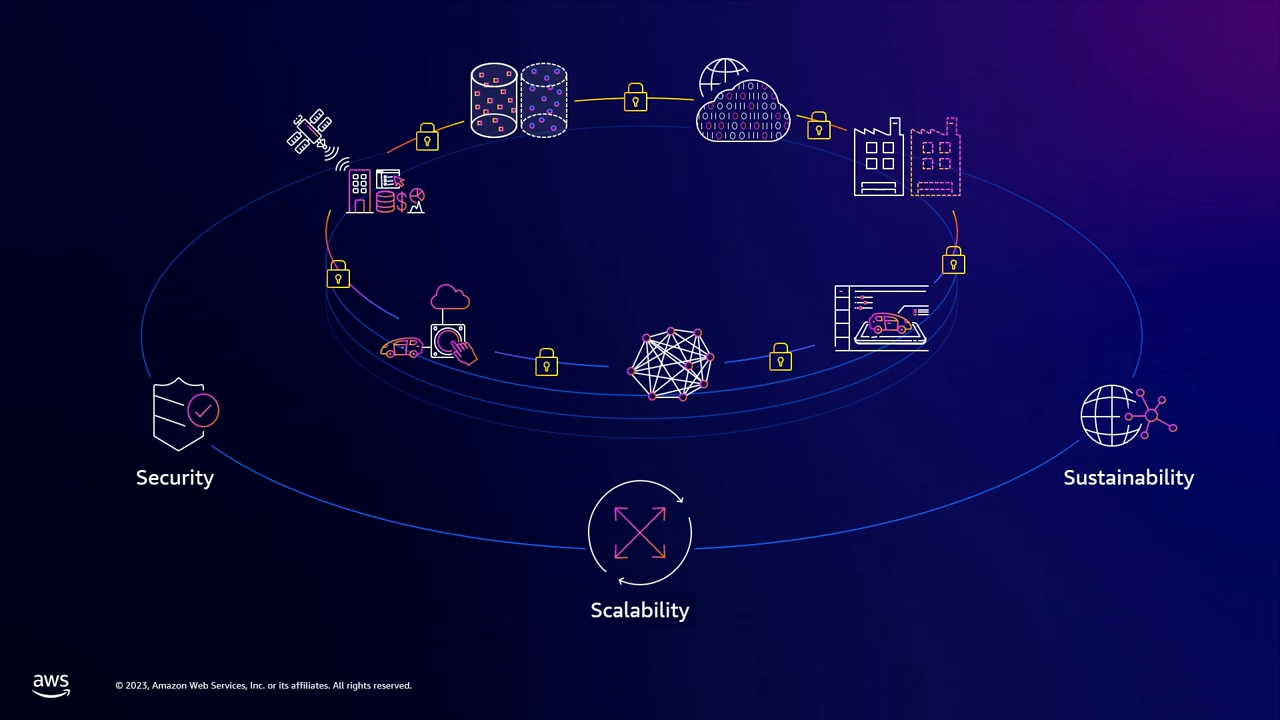 Security
Sustainability
Scalability
aws
© 2023, Amazon Web Services, Inc. or its affiliates. All rights reserved.